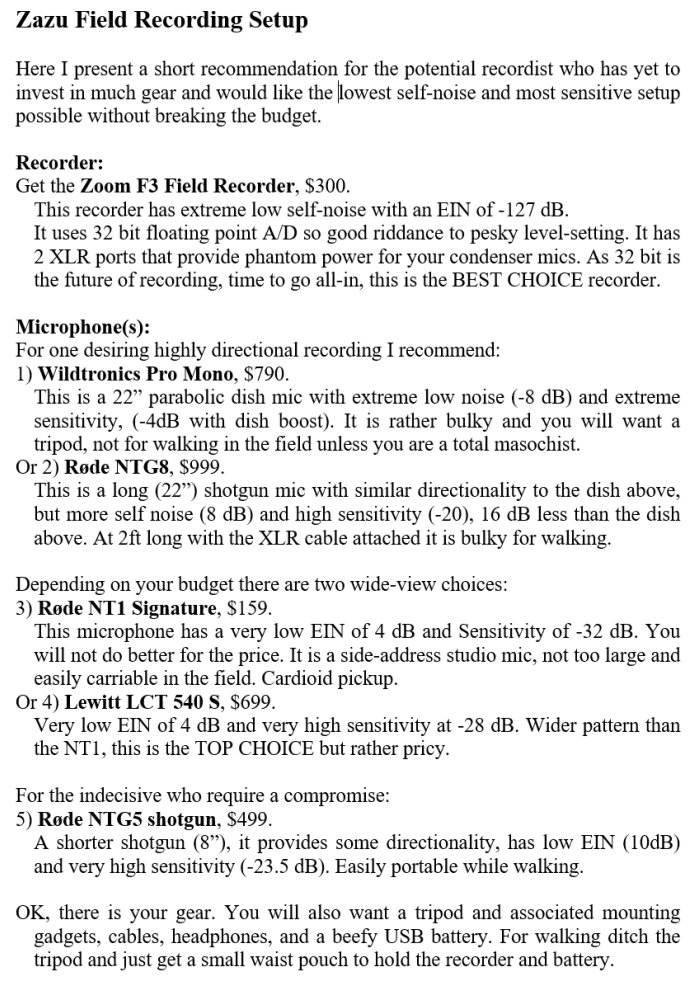 Zazu Field Recording Setup
Here I present a short recommendation for the potential recordist who has yet to
invest in much gear and would like the lowest self-noise and most sensitive setup
possible without breaking the budget.
Recorder:
Get the Zoom F3 Field Recorder, $300.
This recorder has extreme low self-noise with an EIN of -127 dB.
It uses 32 bit floating point A/D so good riddance to pesky level-setting. It has
2 XLR ports that provide phantom power for your condenser mics. As 32 bit is
the future of recording, time to go all-in, this is the BEST CHOICE recorder.
Microphone(s):
For one desiring highly directional recording I recommend:
1) Wildtronics Pro Mono, $790.
This is a 22” parabolic dish mic with extreme low noise (-8 dB) and extreme
sensitivity, (-4dB with dish boost). It is rather bulky and you will want a
tripod, not for walking in the field unless you are a total masochist.
Or 2) Røde NTG8, $999.
This is a long (22”) shotgun mic with similar directionality to the dish above,
but more self noise (8 dB) and high sensitivity (-20), 16 dB less than the dish
above. At 2ft long with the XLR cable attached it is bulky for walking.
Depending on your budget there are two wide-view choices:
3) Røde NT1 Signature, $159.
This microphone has a very low EIN of 4 dB and Sensitivity of -32 dB. You
will not do better for the price. It is a side-address studio mic, not too large and
easily carriable in the field. Cardioid pickup.
Or 4) Lewitt LCT 540 S, $699.
Very low EIN of 4 dB and very high sensitivity at -28 dB. Wider pattern than
the NT1, this is the TOP CHOICE but rather pricy.
For the indecisive who require a compromise:
5) Røde NTG5 shotgun, $499.
A shorter shotgun (8”), it provides some directionality, has low EIN (10dB)
and very high sensitivity (-23.5 dB). Easily portable while walking.
OK, there is your gear. You will also want a tripod and associated mounting
gadgets, cables, headphones, and a beefy USB battery. For walking ditch the
tripod and just get a small waist pouch to hold the recorder and battery.